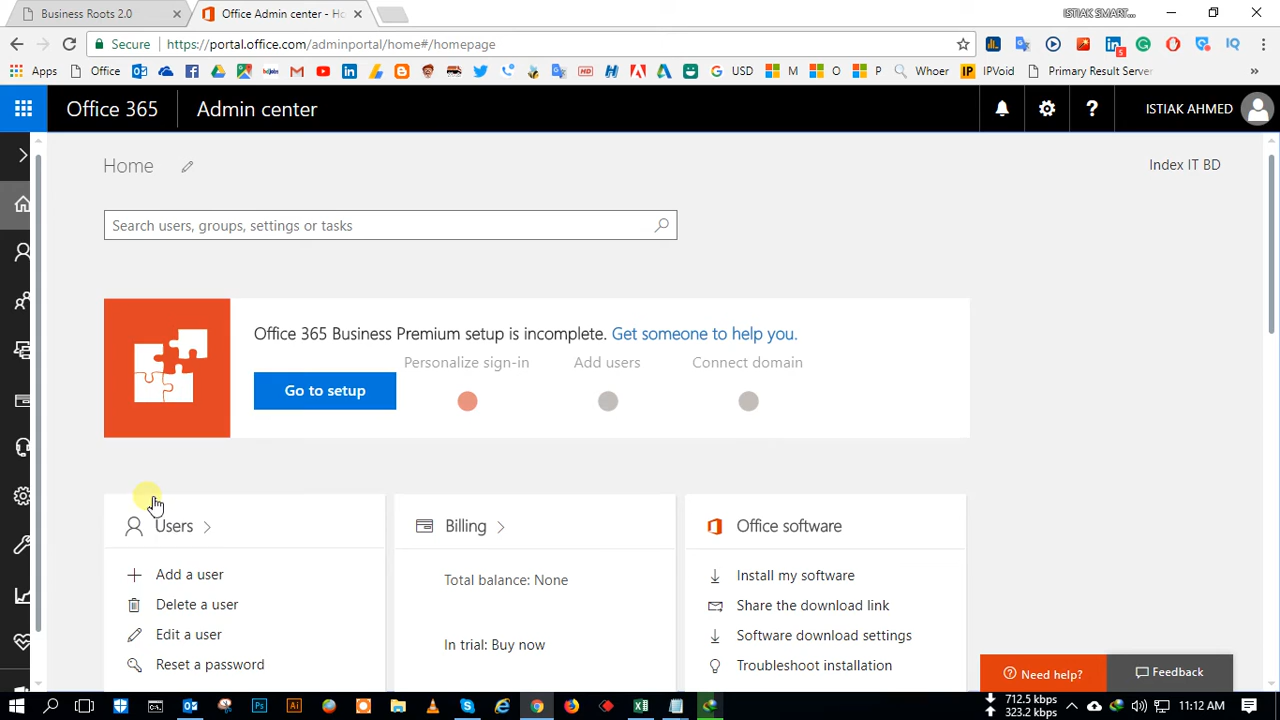 Business Roots 2.0
Office Admin center - Ho
ISTIAK SMART...
Secure
https://portal.office.com/adminportal/home#/homepage
5
IQ
Apps
Office
USD
M
O
P
Whoer
IP
IPVoid
Primary Result Server
»
Office 365
Admin center
?
ISTIAK AHMED
Home
Index IT BD
Search users, groups, settings or tasks
Office 365 Business Premium setup is incomplete. Get someone to help you.
Personalize sign-in
Add users
Connect domain
Go to setup
Users
Billing
Office software
Add a user
Total balance: None
Install my software
Delete a user
Share the download link
Edit a user
In trial: Buy now
Software download settings
Reset a password
Troubleshoot installation
Need help?
Feedback
Ps
Ai
712.5 kbps
323.2 kbps
11:12 AM